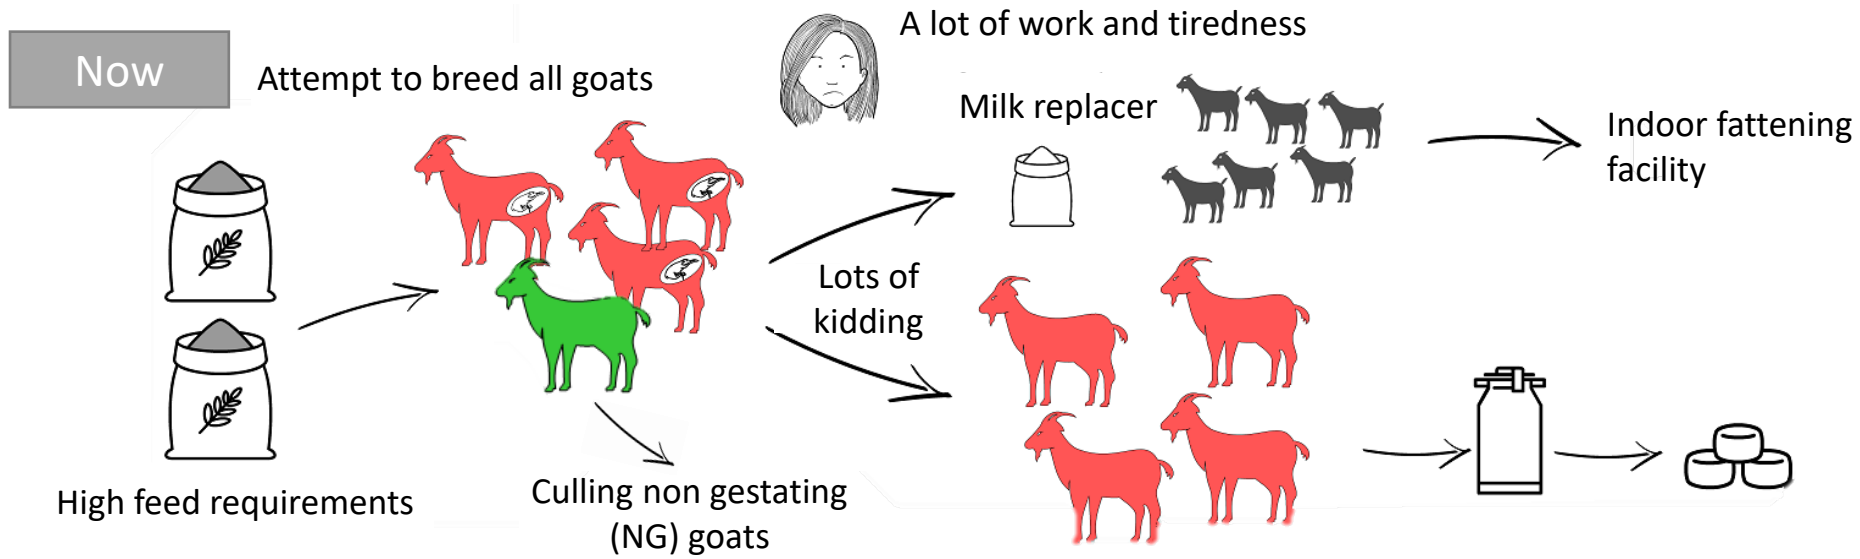 Now
Attempt to breed all goats
A lot of work and tiredness
Milk replacer
Indoor fattening
facility
Lots of
kidding
High feed requirements
Culling non gestating
(NG) goats